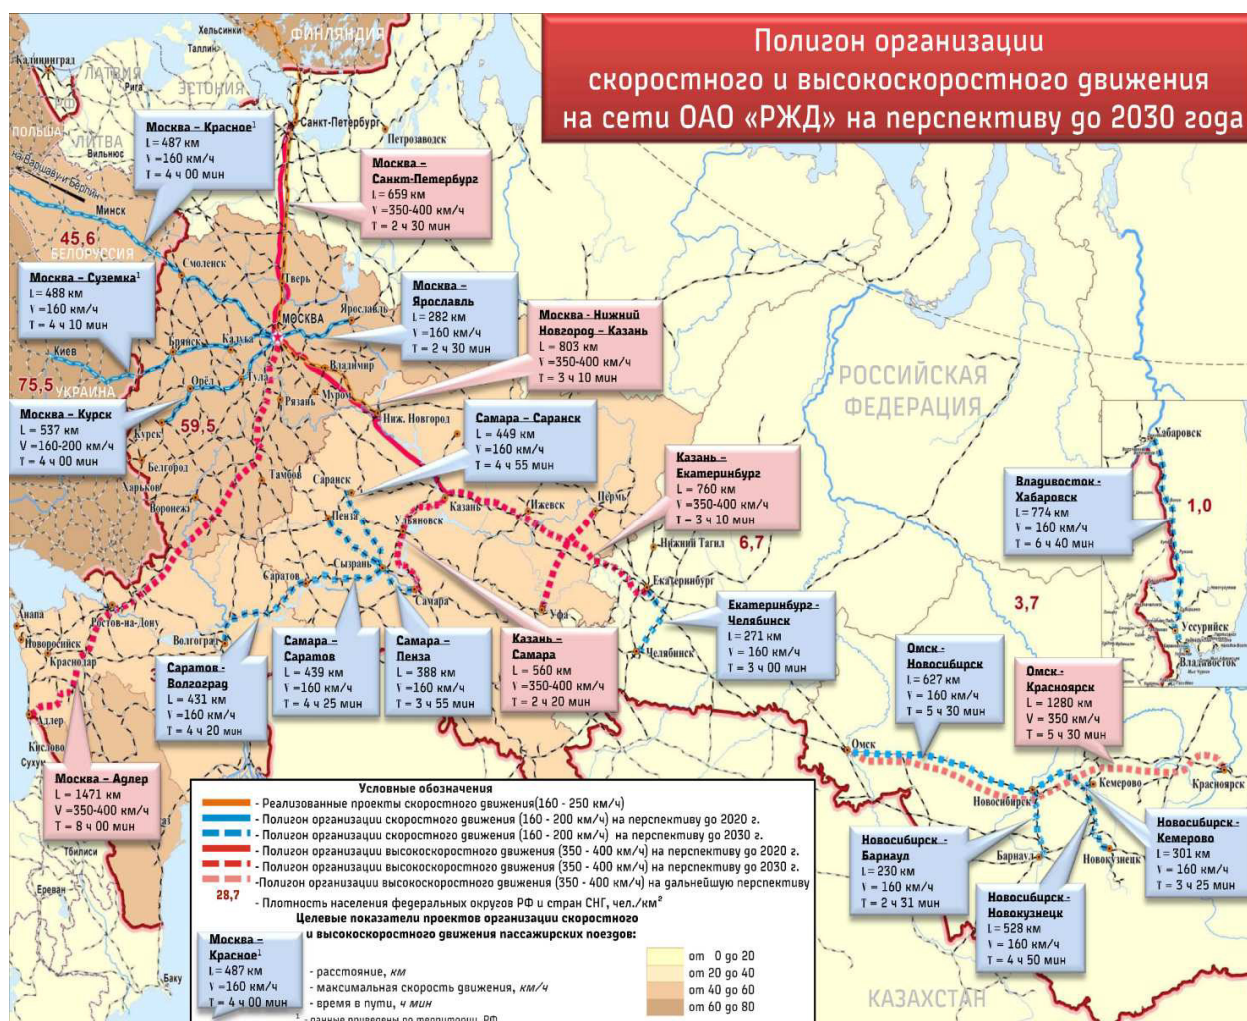 Полигон организации
скоростного и высокоскоростного движения
на сети ОАО «РЖД» на перспективу до 2030 года
Хельсинки
ФИНЛЯНДИЯ
Таллин
Калининград
ЛАТВИЯ
Рига
ЭСТОНИЯ
РФ
ПОЛЬША
ЛИТВА
Вильнюс
Санкт-Петербург
Петрозаводск
на Варшаву и Берлин
Минск
Москва – Красное¹
L = 487 км
V =160 км/ч
T = 4 ч 00 мин
Москва –
Санкт-Петербург
L = 659 км
V =350-400 км/ч
T = 2 ч 30 мин
45,6
БЕЛОРУССИЯ
Смоленск
Тверь
Москва – Суземка¹
L = 488 км
V =160 км/ч
T = 4 ч 10 мин
Москва –
Ярославль
L = 282 км
V =160 км/ч
T = 2 ч 30 мин
Ярославль
МОСКВА
Москва - Нижний
Новгород – Казань
L = 803 км
V =350-400 км/ч
T = 3 ч 10 мин
Киев
Брянск
Калуга
Владимир
75,5
УКРАИНА
Орёл
Тула
Рязань
Муром
Ниж. Новгород
РОССИЙСКАЯ
ФЕДЕРАЦИЯ
Москва – Курск
L = 537 км
V =160-200 км/ч
T = 4 ч 00 мин
59,5
Курск
Самара – Саранск
L = 449 км
V =160 км/ч
T = 4 ч 55 мин
Белгород
Харьков
Воронеж
Тамбов
Саранск
Пенза
Казань –
Екатеринбург
L = 760 км
V =350-400 км/ч
T = 3 ч 10 мин
Хабаровск
Владивосток -
Хабаровск
L = 774 км
V = 160 км/ч
T = 6 ч 40 мин
1,0
Ульяновск
Казань
Ижевск
Пермь
Нижний Тагил
6,7
Сызрань
Саратов
Самара
Екатеринбург
3,7
Анапа
Новороссийск
Ростов-на-Дону
Волгоград
Уфа
Екатеринбург -
Челябинск
L = 271 км
V = 160 км/ч
T = 3 ч 00 мин
Челябинск
Уссурийск
Владивосток
Краснодар
Саратов -
Волгоград
L = 431 км
V =160 км/ч
T = 4 ч 20 мин
Самара –
Саратов
L = 439 км
V =160 км/ч
T = 4 ч 25 мин
Самара –
Пенза
L = 388 км
V =160 км/ч
T = 3 ч 55 мин
Казань –
Самара
L = 560 км
V =350-400 км/ч
T = 2 ч 20 мин
Омск -
Новосибирск
L = 627 км
V = 160 км/ч
T = 5 ч 30 мин
Омск -
Красноярск
L = 1280 км
V = 350 км/ч
T = 5 ч 30 мин
Адлер
Кислово
Сухум
Омск
Новосибирск
Кемерово
Красноярск
Москва – Адлер
L = 1471 км
V =350-400 км/ч
T = 8 ч 00 мин
Тбилиси
Ереван
Баку
Барнаул
Новокузнецк
Новосибирск -
Барнаул
L = 230 км
V = 160 км/ч
T = 2 ч 31 мин
Новосибирск -
Кемерово
L = 301 км
V = 160 км/ч
T = 3 ч 25 мин
Новосибирск -
Новокузнецк
L = 528 км
V = 160 км/ч
T = 4 ч 50 мин
КАЗАХСТАН
Условные обозначения
- Реализованные проекты скоростного движения(160 - 250 км/ч)
- Полигон организации скоростного движения (160 - 200 км/ч) на перспективу до 2020 г.
- Полигон организации скоростного движения (160 - 200 км/ч) на перспективу до 2030 г.
- Полигон организации высокоскоростного движения (350 - 400 км/ч) на перспективу до 2020 г.
- Полигон организации высокоскоростного движения (350 - 400 км/ч) на перспективу до 2030 г.
-Полигон организации высокоскоростного движения (350 - 400 км/ч) на дальнейшую перспективу
28,7 - Плотность населения федеральных округов РФ и стран СНГ, чел./км²
Целевые показатели проектов организации скоростного
и высокоскоростного движения пассажирских поездов:
Москва –
Красное¹
L = 487 км
V =160 км/ч
T = 4 ч 00 мин
- расстояние, км
- максимальная скорость движения, км/ч
- время в пути, ч мин
¹ - данные приведены по территории РФ
от 0 до 20
от 20 до 40
от 40 до 60
от 60 до 80